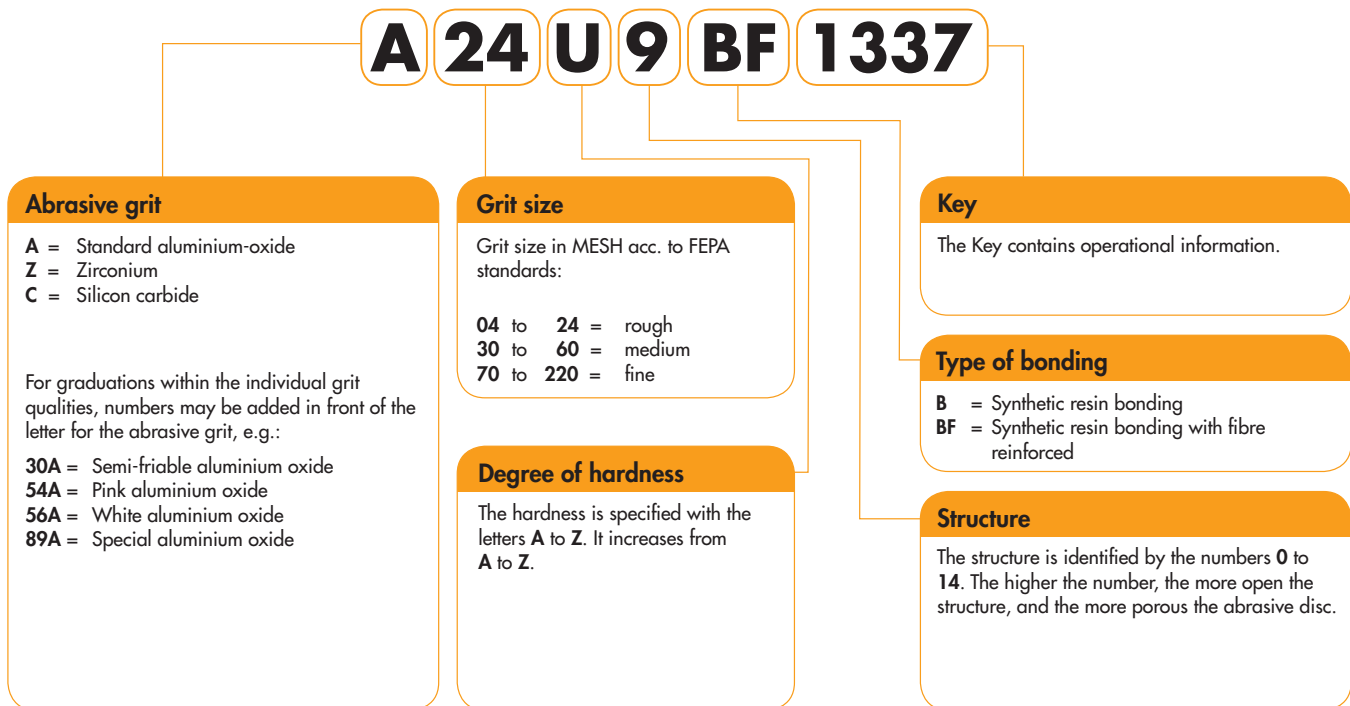 A 24 U 9 BF 1337
Abrasive grit
A = Standard aluminium-oxide
Z = Zirconium
C = Silicon carbide
For graduations within the individual grit
qualities, numbers may be added in front of the
letter for the abrasive grit, e.g.:
30A = Semi-friable aluminium oxide
54A = Pink aluminium oxide
56A = White aluminium oxide
89A = Special aluminium oxide
Grit size
Grit size in MESH acc. to FEPA
standards:
04 to 24 = rough
30 to 60 = medium
70 to 220 = fine
Degree of hardness
The hardness is specified with the
letters A to Z. It increases from
A to Z.
Key
The Key contains operational information.
Type of bonding
B = Synthetic resin bonding
BF = Synthetic resin bonding with fibre
reinforced
Structure
The structure is identified by the numbers 0 to
14. The higher the number, the more open the
structure, and the more porous the abrasive disc.